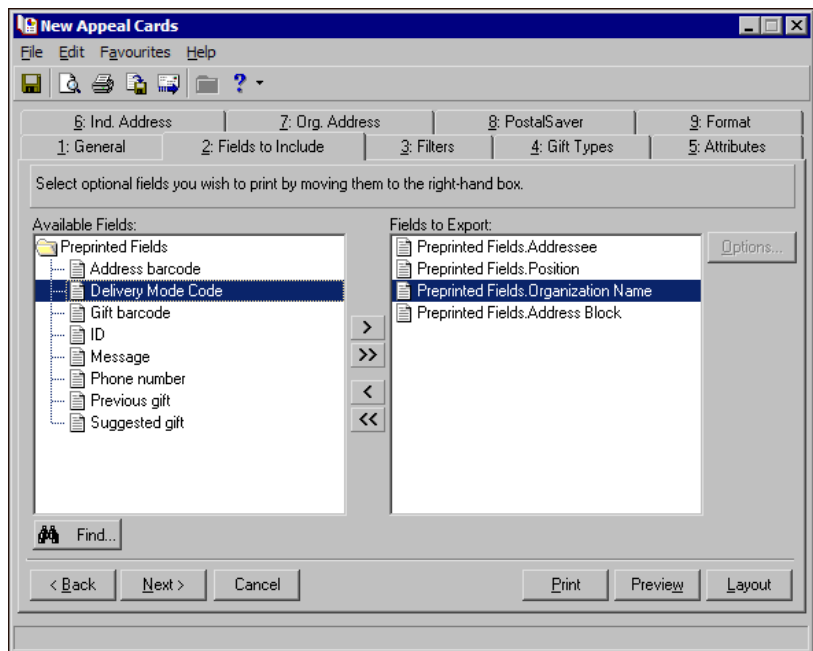 New Appeal Cards
File Edit Favourites Help
?
6: Ind. Address 7: Org. Address 8: PostalSaver 9: Format
1: General 2: Fields to Include 3: Filters 4: Gift Types 5: Attributes
Select optional fields you wish to print by moving them to the right-hand box.
Available Fields: Fields to Export:
Preprinted Fields Preprinted Fields.Addressee Options...
Address barcode Preprinted Fields.Position
Delivery Mode Code Preprinted Fields.Organization Name
Gift barcode Preprinted Fields.Address Block
ID >
Message >>
Phone number
Previous gift <
Suggested gift <<
Find...
< Back Next > Cancel Print Preview Layout